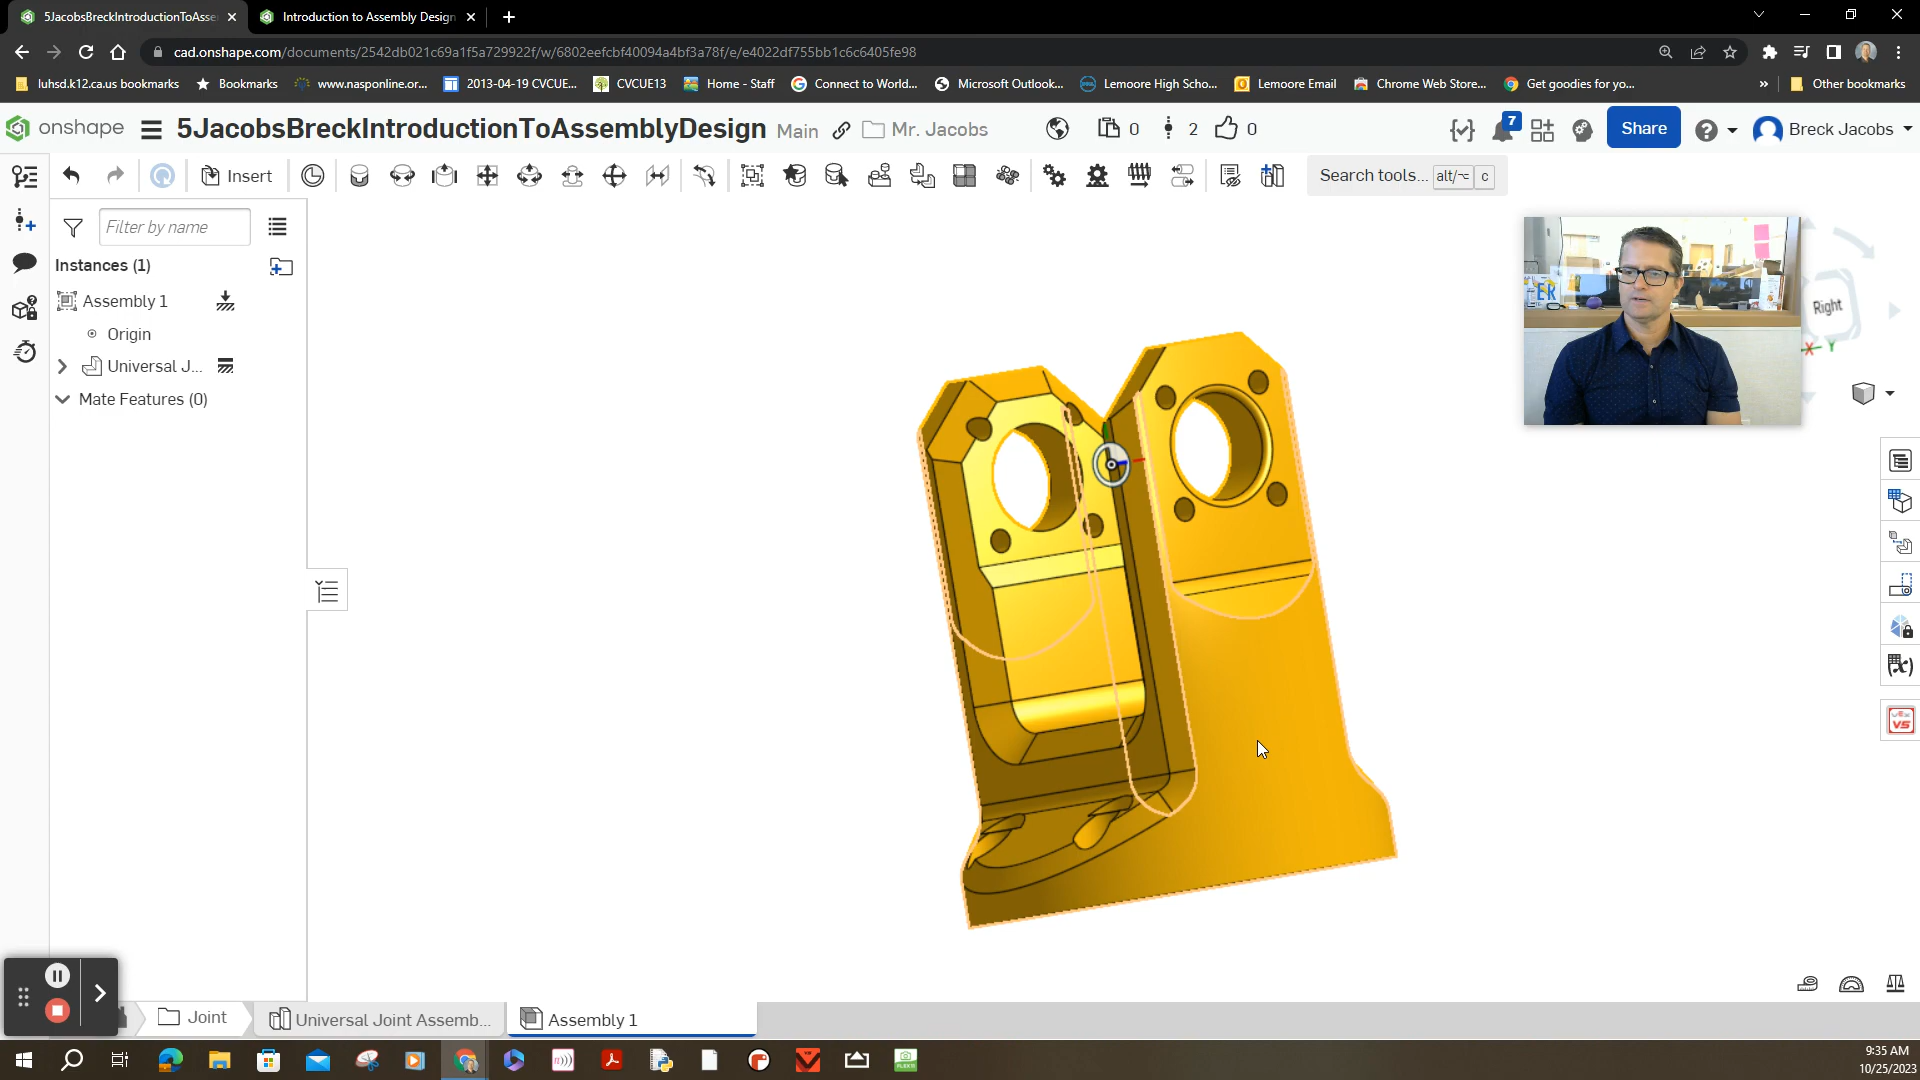 5JacobsBreckIntroductionToAsse
Introduction to Assembly Design
cad.onshape.com/documents/2542db021c69a1f5a729922f/w/6802eefcbf40094a4bf3a78f/e/e4022df755bb1c6c6405fe98
luhsd.k12.ca.us bookmarks
Bookmarks
www.nasponline.or...
2013-04-19 CVCUE...
CVCUE13
Home - Staff
Connect to World...
Microsoft Outlook...
Lemoore High Scho...
Lemoore Email
Chrome Web Store...
Get goodies for yo...
»
Other bookmarks
onshape
5JacobsBreckIntroductionToAssemblyDesign
Main
Mr. Jacobs
0
2
0
7
Share
Breck Jacobs
Insert
Search tools... alt/⌥ c
Filter by name
Instances (1)
Assembly 1
Origin
Universal J...
Mate Features (0)
ER
Right
X
Y
VS
Joint
Universal Joint Assemb...
Assembly 1
9:35 AM
10/25/2023